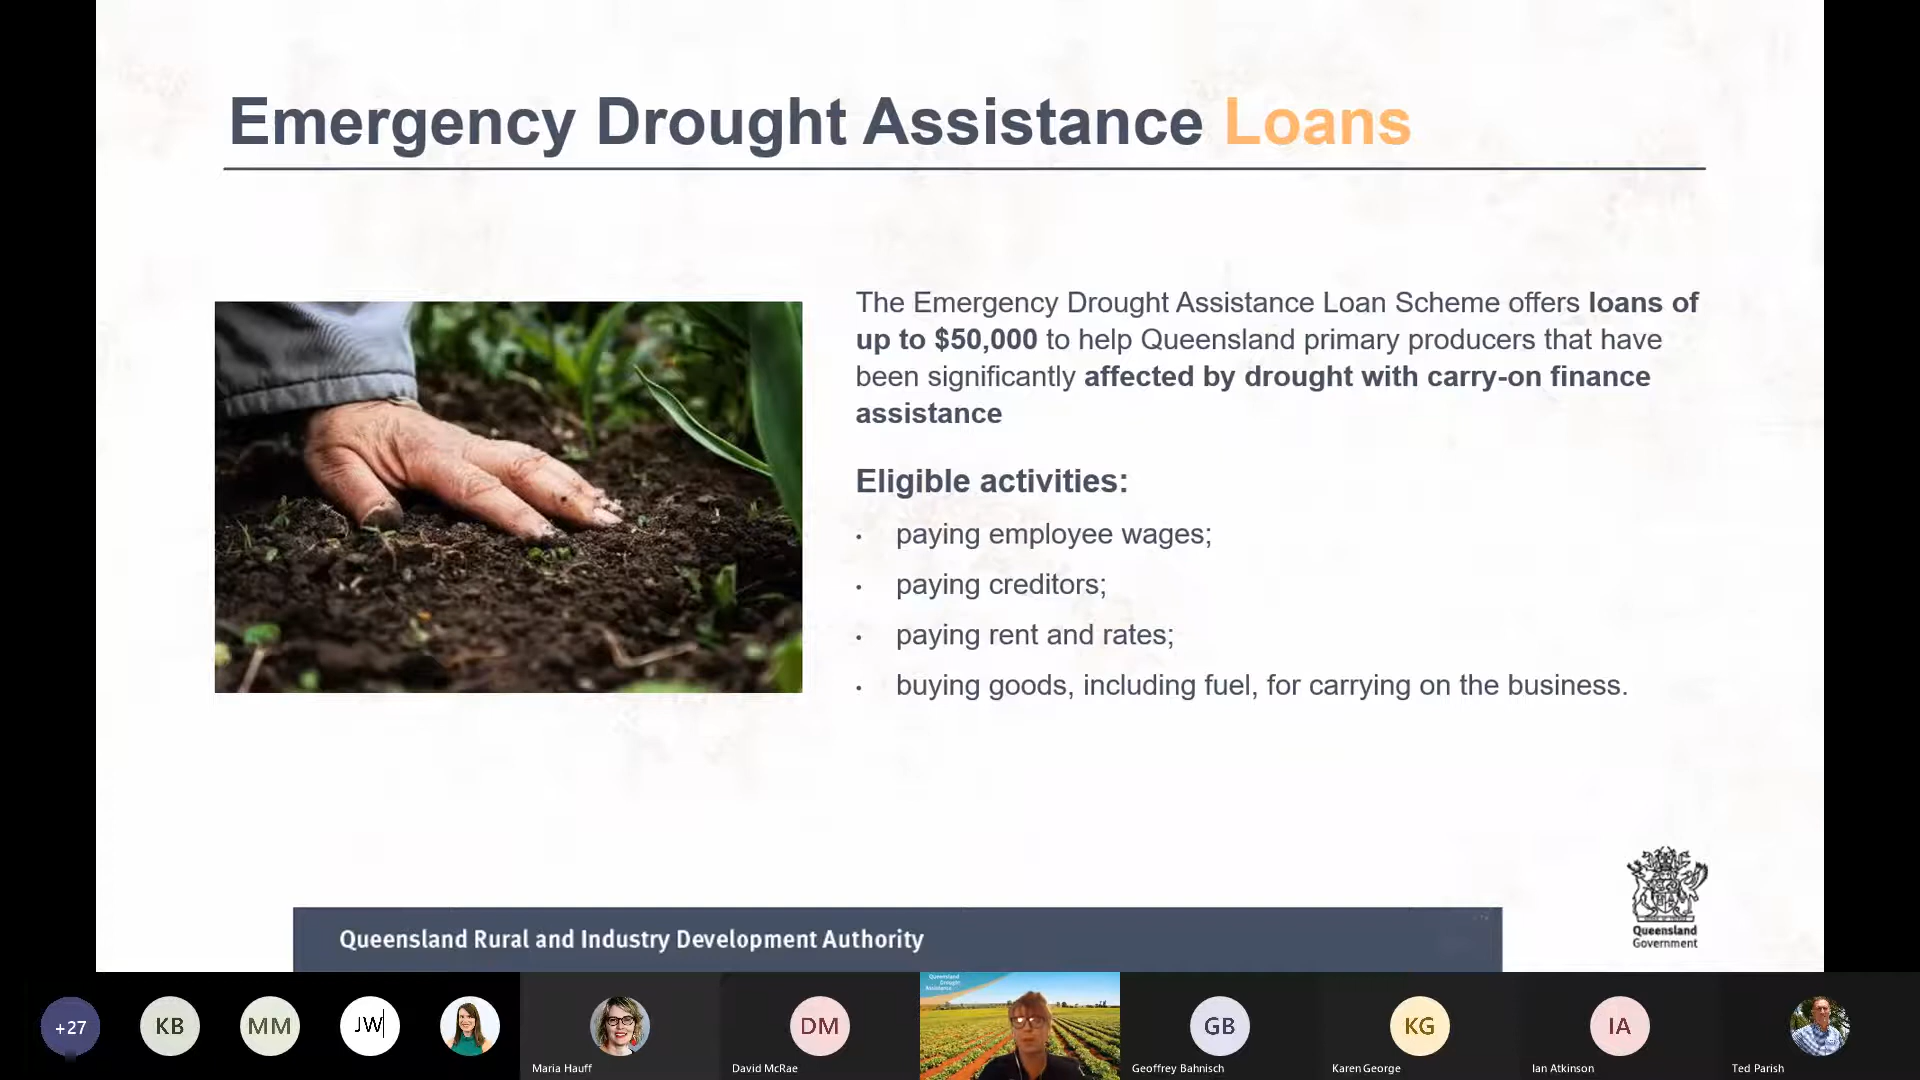 Emergency Drought Assistance Loans
The Emergency Drought Assistance Loan Scheme offers loans of
up to $50,000 to help Queensland primary producers that have
been significantly affected by drought with carry-on finance
assistance
Eligible activities:
• paying employee wages;
• paying creditors;
• paying rent and rates;
• buying goods, including fuel, for carrying on the business.
Queensland
Government
Queensland Rural and Industry Development Authority
Queensland
Drought
Assistance
+27
KB
MM
JW
DM
GB
KG
IA
Maria Hauff
David McRae
Geoffrey Bahnisch
Karen George
Ian Atkinson
Ted Parish